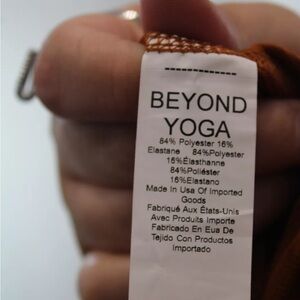 BEYOND
YOGA
84% Polyester 16%
Elastane 84%Polyester
16%Elasthanne
84%Poliéster
16%Elastano
Made In Usa Of Imported
Goods
Fabriqué Aux États-Unis
Avec Produits Importe
Fabricado En Eua De
Tejido Con Productos
Importado